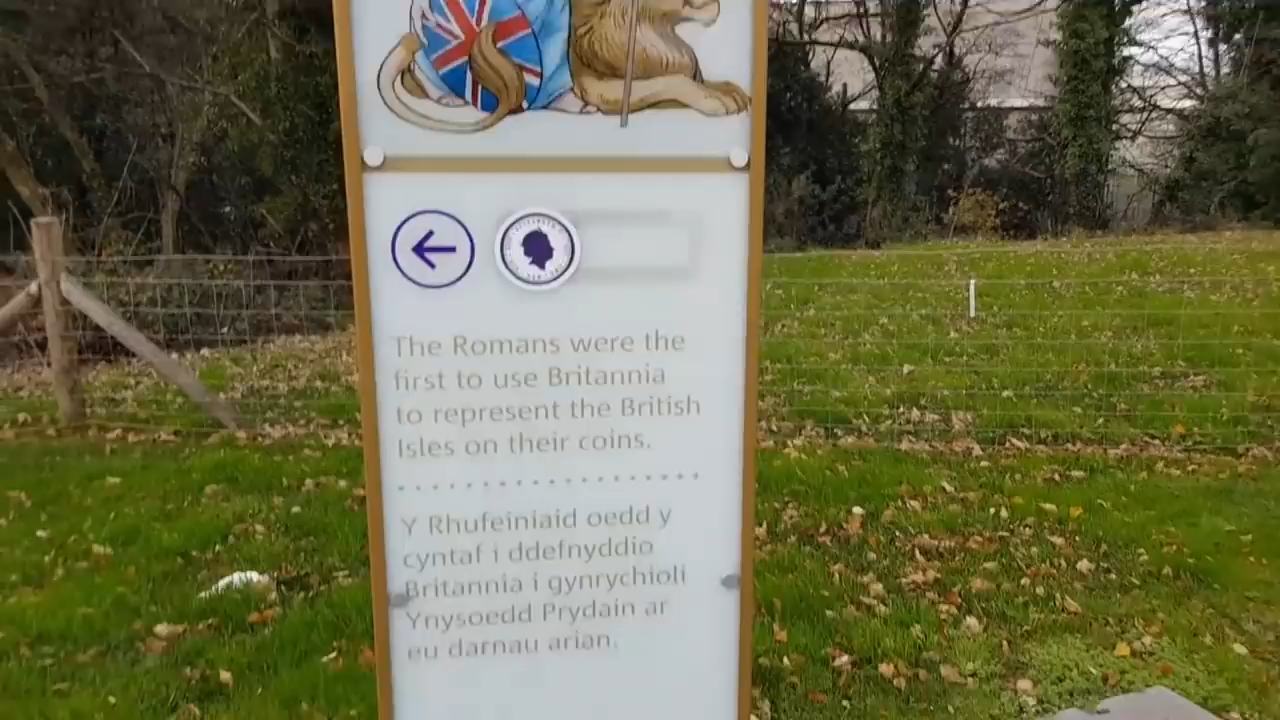 The Romans were the
first to use Britannia
to represent the British
Isles on their coins.
Y Rhufeiniaid oedd y
cyntaf i ddefnyddio
Britannia i gynrychioli
Ynysoedd Prydain ar
eu darnau arian.